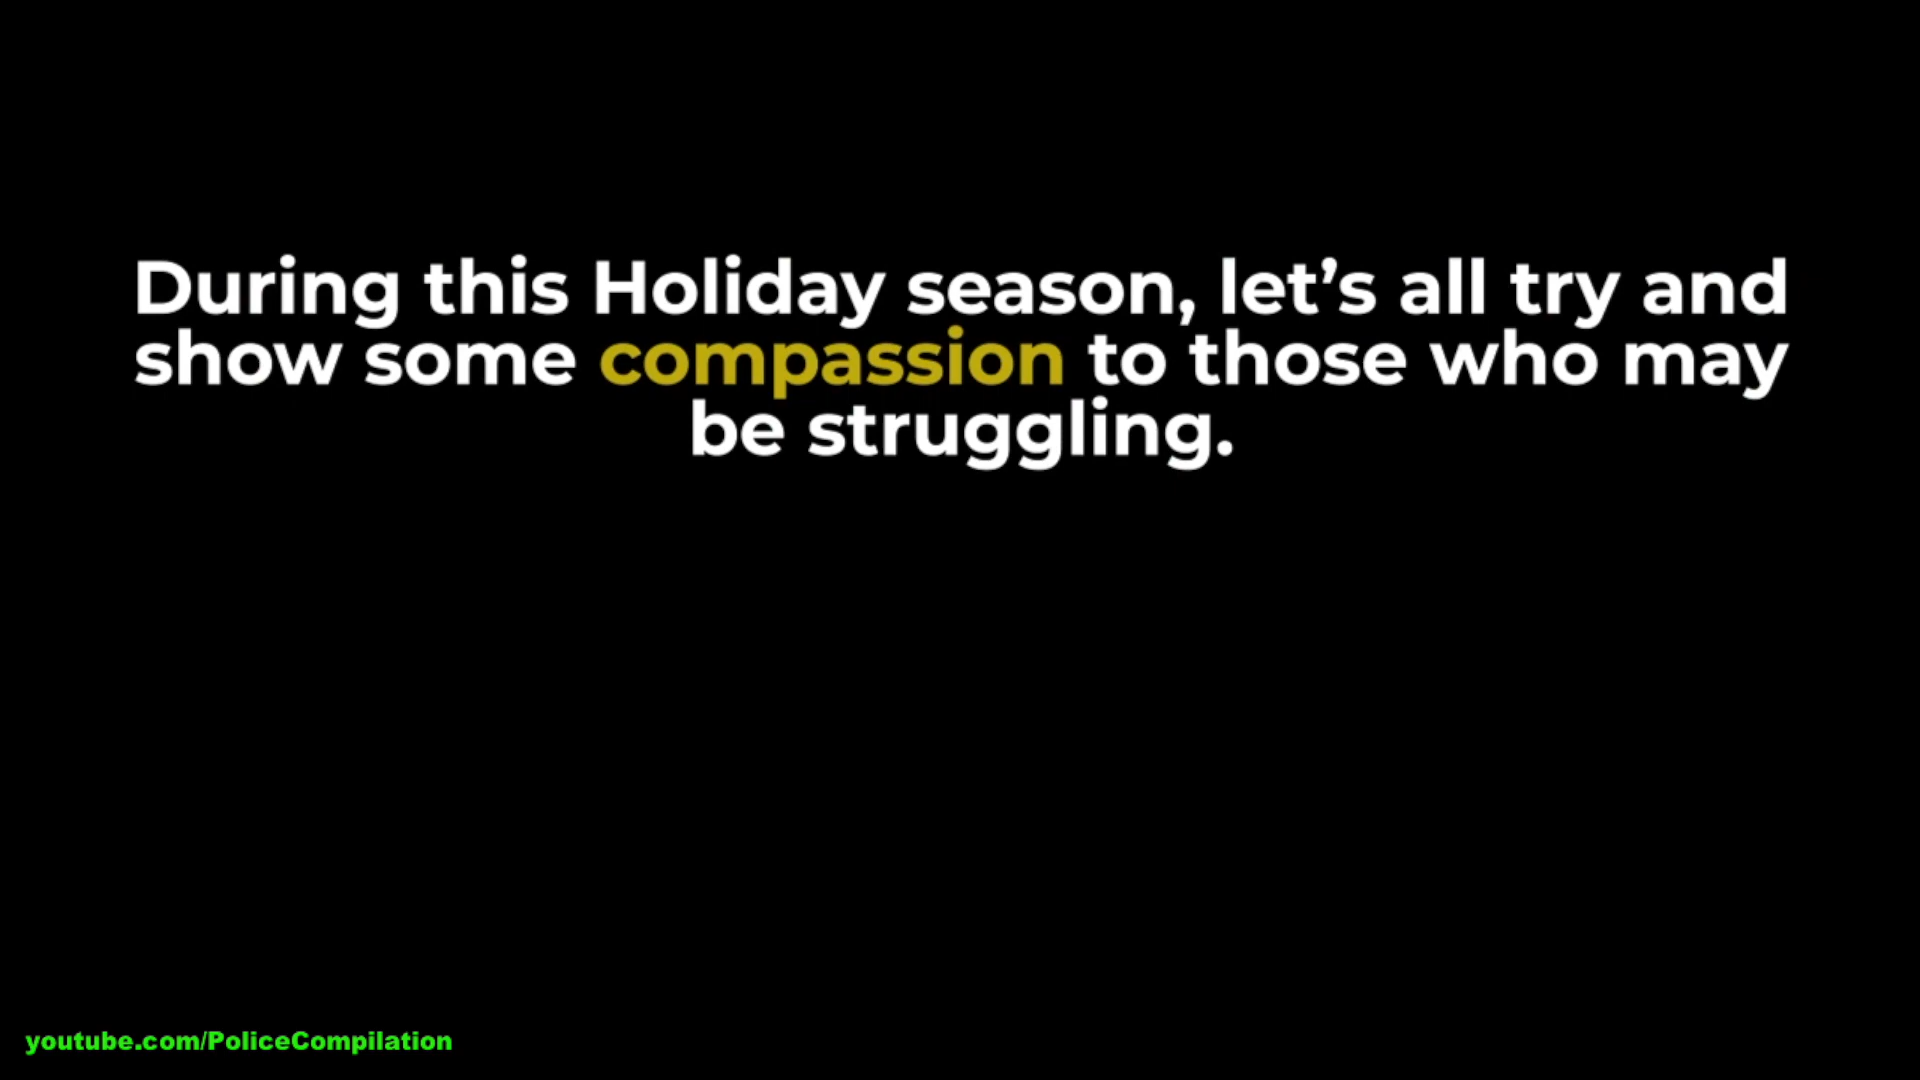 During this Holiday season, let’s all try and
show some compassion to those who may
be struggling.
youtube.com/PoliceCompilation